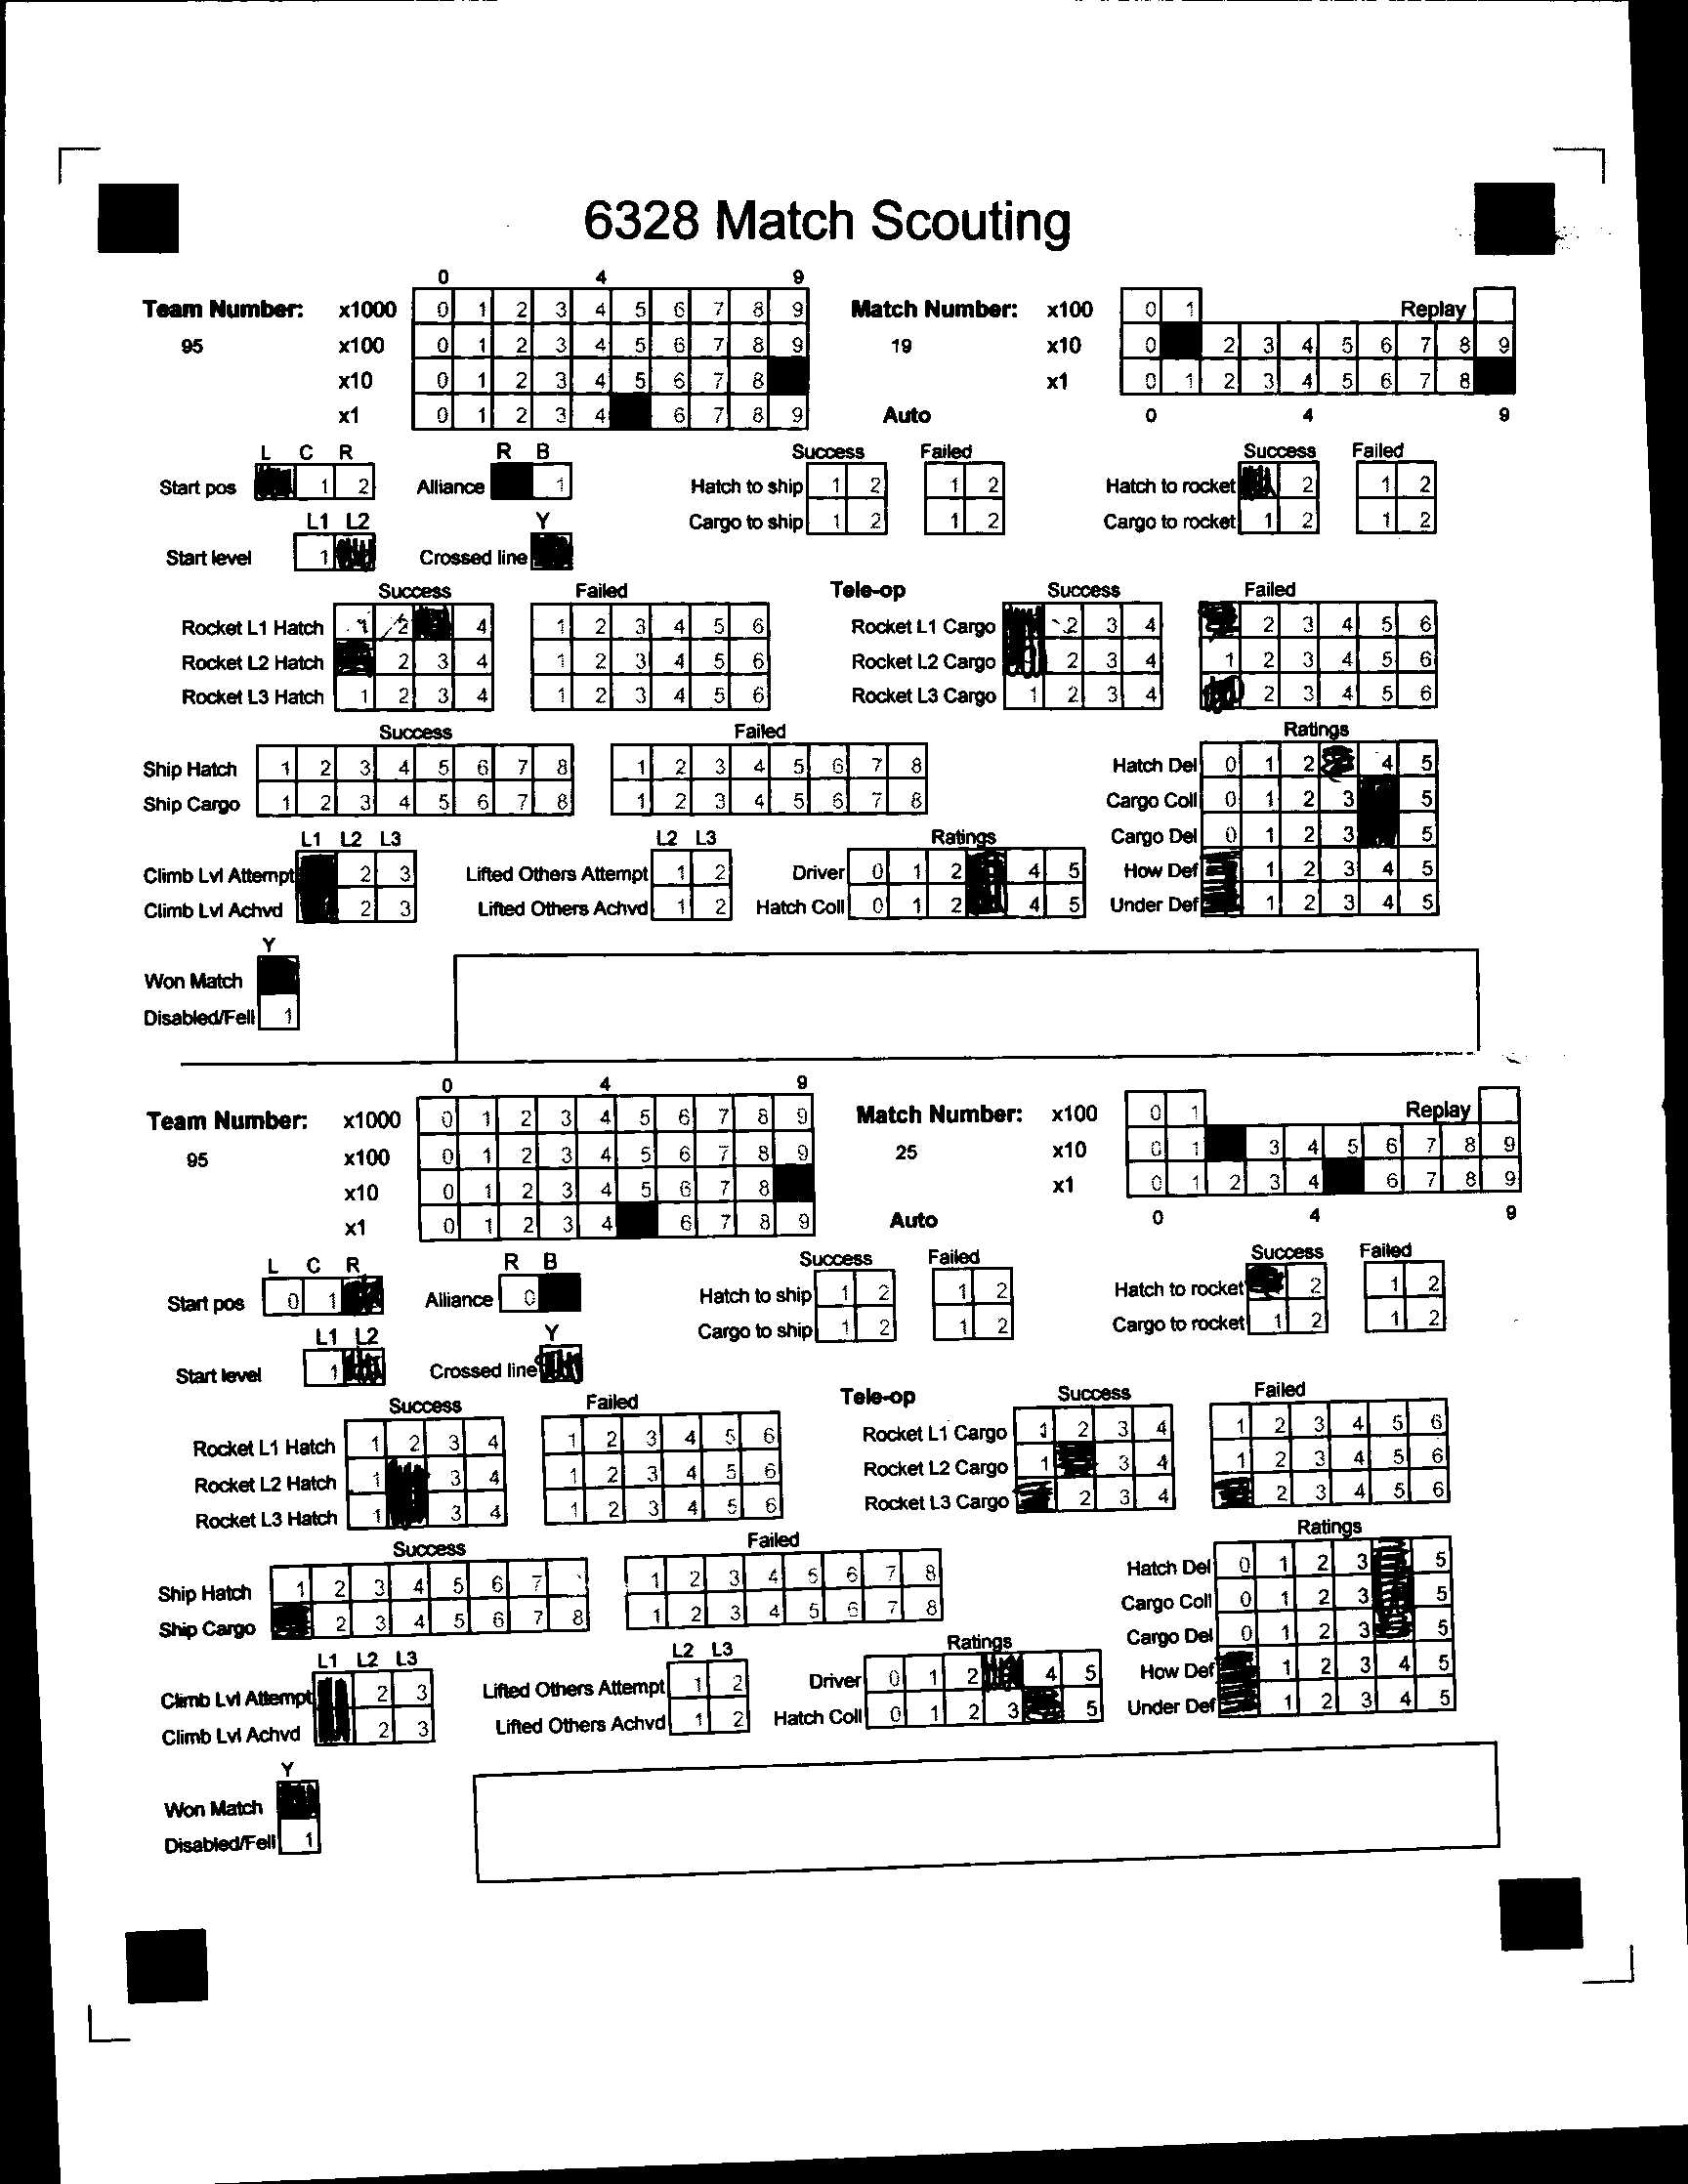 6328 Match Scouting
0 4 9
Team Number: x1000 0 1 2 3 4 5 6 7 8 9 Match Number: x100 0 1 Replay
95 x100 0 1 2 3 4 5 6 7 8 9 19 x10 0 2 3 4 5 6 7 8 9
x10 0 1 2 3 4 5 6 7 8 x1 0 1 2 3 4 5 6 7 8
x1 0 1 2 3 4 6 7 8 9 Auto 0 4 9
L C R R B Success Failed Success Failed
Start pos 1 2 Alliance 1 Hatch to ship 1 2 1 2 Hatch to rocket 2 1 2
L1 L2 Y Cargo to ship 1 2 1 2 Cargo to rocket 1 2 1 2
Start level 1 Crossed line
Success Failed Tele-op Success Failed
Rocket L1 Hatch 1 2 4 1 2 3 4 5 6 Rocket L1 Cargo 2 3 4 2 3 4 5 6
Rocket L2 Hatch 2 3 4 1 2 3 4 5 6 Rocket L2 Cargo 2 3 4 1 2 3 4 5 6
Rocket L3 Hatch 1 2 3 4 1 2 3 4 5 6 Rocket L3 Cargo 1 2 3 4 2 3 4 5 6
Success Failed Ratings
Ship Hatch 1 2 3 4 5 6 7 8 1 2 3 4 5 6 7 8 Hatch Del 0 1 2 4 5
Ship Cargo 1 2 3 4 5 6 7 8 1 2 3 4 5 6 7 8 Cargo Coll 0 1 2 3 5
L1 L2 L3 L2 L3 Ratings Cargo Del 0 1 2 3 5
Climb Lvl Attempt 2 3 Lifted Others Attempt 1 2 Driver 0 1 2 4 5 How Def 1 2 3 4 5
Climb Lvl Achvd 2 3 Lifted Others Achvd 1 2 Hatch Coll 0 1 2 4 5 Under Def 1 2 3 4 5
Y
Won Match
Disabled/Fell 1
0 4 9
Team Number: x1000 0 1 2 3 4 5 6 7 8 9 Match Number: x100 0 1 Replay
95 x100 0 1 2 3 4 5 6 7 8 9 25 x10 0 1 3 4 5 6 7 8 9
x10 0 1 2 3 4 5 6 7 8 x1 0 1 2 3 4 6 7 8 9
x1 0 1 2 3 4 6 7 8 9 Auto 0 4 9
L C R R B Success Failed Success Failed
Start pos 0 1 Alliance 0 Hatch to ship 1 2 1 2 Hatch to rocket 2 1 2
L1 L2 Y Cargo to ship 1 2 1 2 Cargo to rocket 1 2 1 2
Start level 1 Crossed line
Success Failed Tele-op Success Failed
Rocket L1 Hatch 1 2 3 4 1 2 3 4 5 6 Rocket L1 Cargo 1 2 3 4 1 2 3 4 5 6
Rocket L2 Hatch 1 3 4 1 2 3 4 5 6 Rocket L2 Cargo 1 3 4 1 2 3 4 5 6
Rocket L3 Hatch 1 3 4 1 2 3 4 5 6 Rocket L3 Cargo 2 3 4 2 3 4 5 6
Success Failed Ratings
Ship Hatch 1 2 3 4 5 6 7 1 2 3 4 5 6 7 8 Hatch Del 0 1 2 3 5
Ship Cargo 2 3 4 5 6 7 8 1 2 3 4 5 6 7 8 Cargo Coll 0 1 2 3 5
L1 L2 L3 L2 L3 Ratings Cargo Del 0 1 2 3 5
Climb Lvl Attempt 2 3 Lifted Others Attempt 1 2 Driver 0 1 2 4 5 How Def 1 2 3 4 5
Climb Lvl Achvd 2 3 Lifted Others Achvd 1 2 Hatch Coll 0 1 2 3 5 Under Def 1 2 3 4 5
Y
Won Match
Disabled/Fell 1